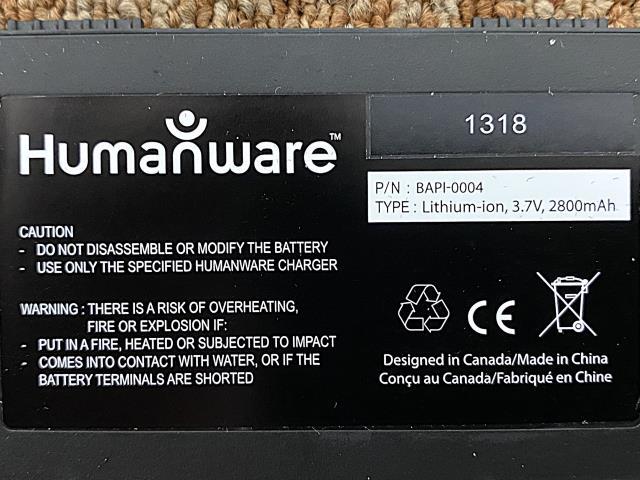 Humanware™
1318
P/N : BAPI-0004
TYPE : Lithium-ion, 3.7V, 2800mAh
CAUTION
- DO NOT DISASSEMBLE OR MODIFY THE BATTERY
- USE ONLY THE SPECIFIED HUMANWARE CHARGER
WARNING : THERE IS A RISK OF OVERHEATING,
FIRE OR EXPLOSION IF:
- PUT IN A FIRE, HEATED OR SUBJECTED TO IMPACT
- COMES INTO CONTACT WITH WATER, OR IF THE
BATTERY TERMINALS ARE SHORTED
CE
Designed in Canada/Made in China
Conçu au Canada/Fabriqué en Chine